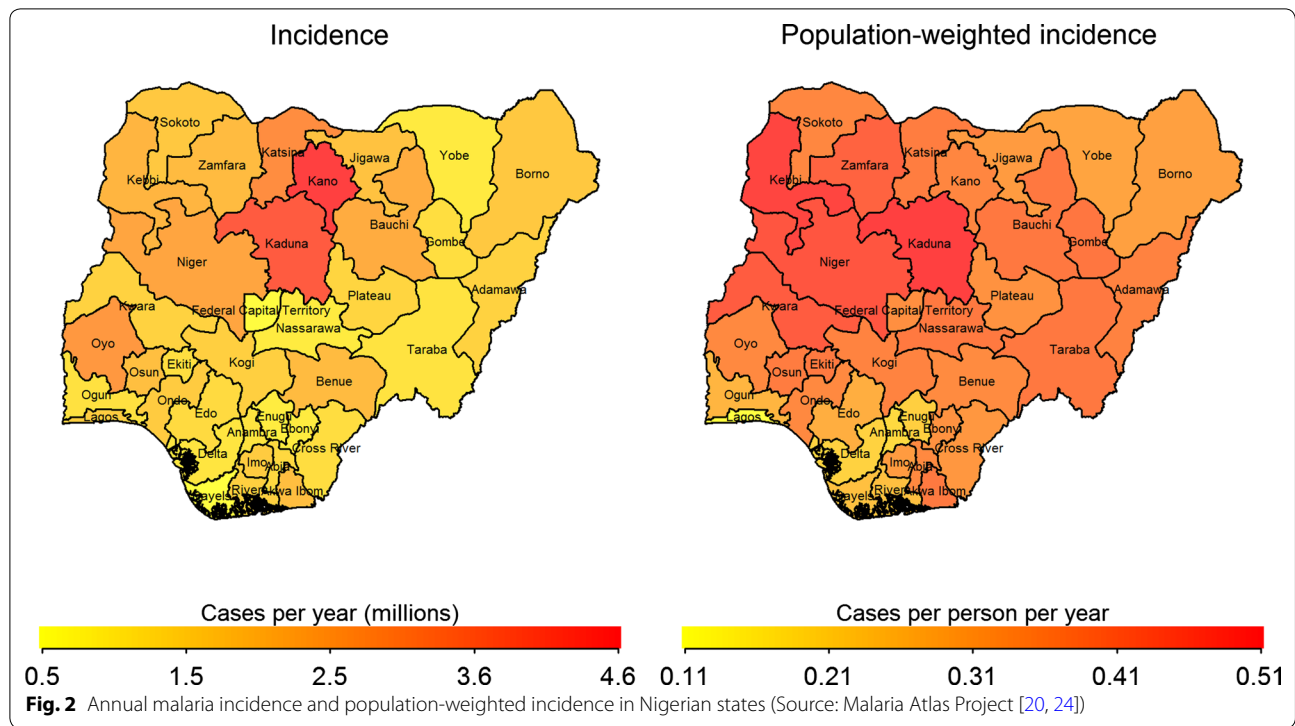 Incidence
Population-weighted incidence
Sokoto
Katsina
Jigawa
Yobe
Borno
Zamfara
Kebbi
Kano
Bauchi
Gombe
Kaduna
Niger
Adamawa
Plateau
Kwara
Federal Capital Territory
Nassarawa
Taraba
Oyo
Kogi
Osun
Ekiti
Benue
Ogun
Ondo
Edo
Lagos
Enugu
Anambra
Ebonyi
Cross River
Delta
Imo
Abia
River
Akwa Ibom
Sokoto
Katsina
Jigawa
Yobe
Borno
Zamfara
Kebbi
Kano
Bauchi
Gombe
Kaduna
Niger
Adamawa
Plateau
Kwara
Federal Capital Territory
Nassarawa
Taraba
Oyo
Kogi
Osun
Ekiti
Benue
Ogun
Ondo
Edo
Lagos
Enugu
Anambra
Ebonyi
Cross River
Delta
Imo
Abia
River
Akwa Ibom
Cases per year (millions)
0.5 1.5 2.5 3.6 4.6
Cases per person per year
0.11 0.21 0.31 0.41 0.51
Fig. 2 Annual malaria incidence and population-weighted incidence in Nigerian states (Source: Malaria Atlas Project [20, 24])